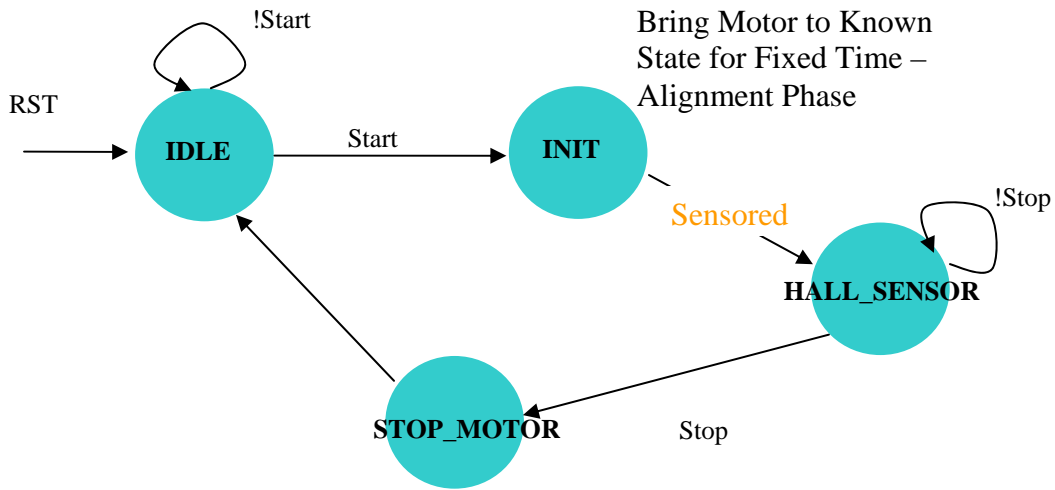 !Start
Bring Motor to Known
State for Fixed Time –
Alignment Phase
RST
IDLE
Start
INIT
Sensored
!Stop
HALL_SENSOR
STOP_MOTOR
Stop